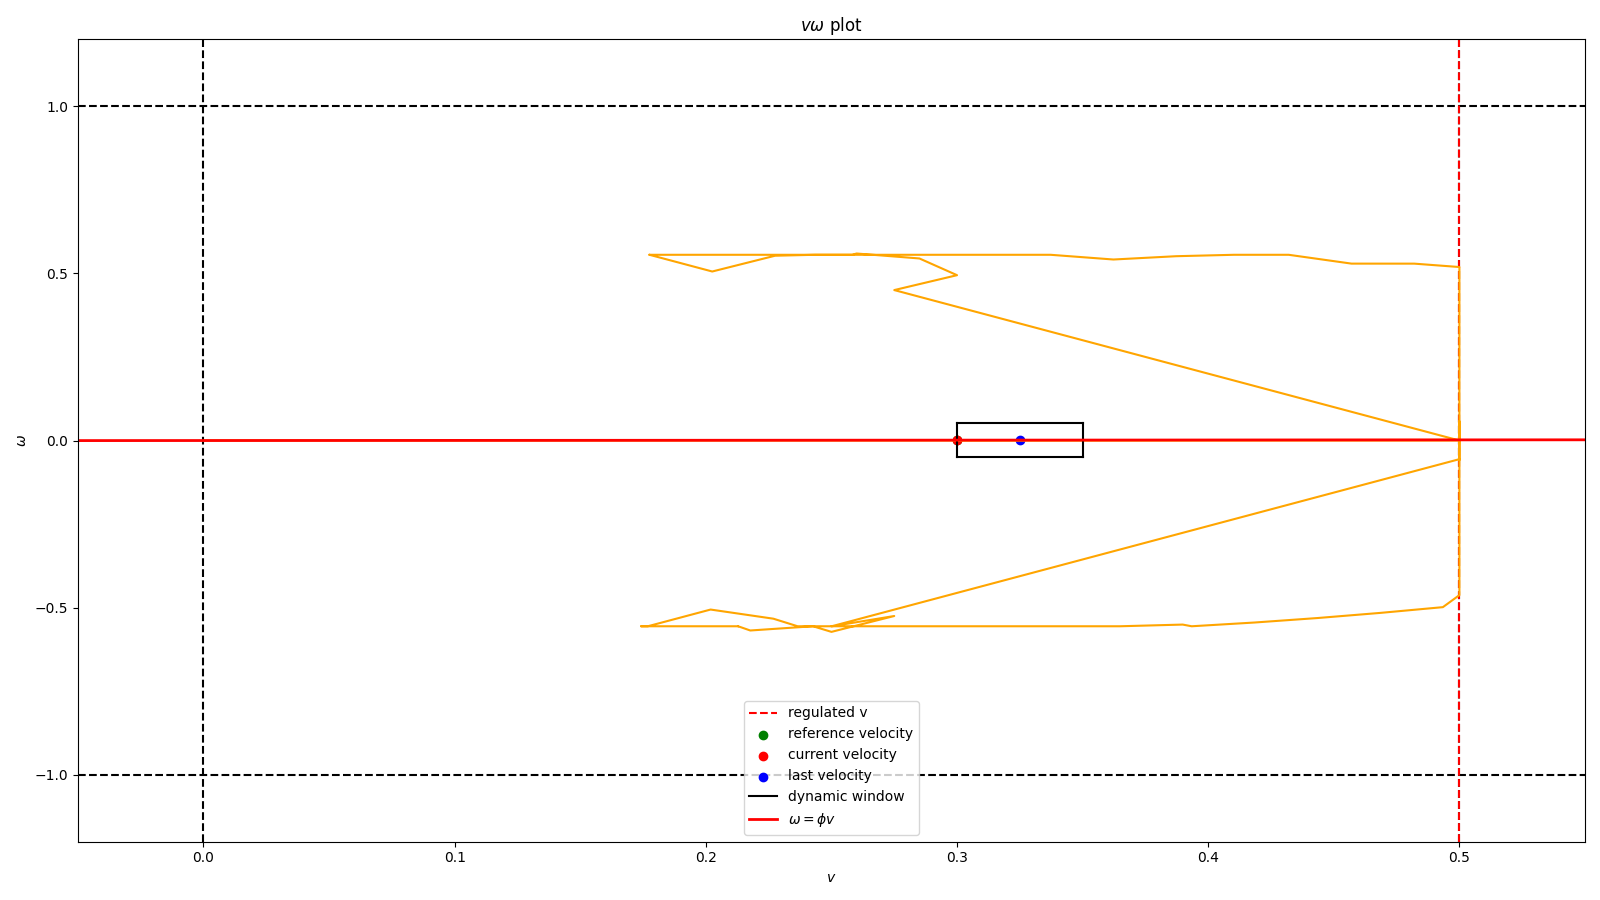 vω plot
1.0
0.5
0.0
−0.5
−1.0
ω
regulated v
reference velocity
current velocity
last velocity
dynamic window
ω = ϕv
0.0 0.1 0.2 0.3 0.4 0.5
v